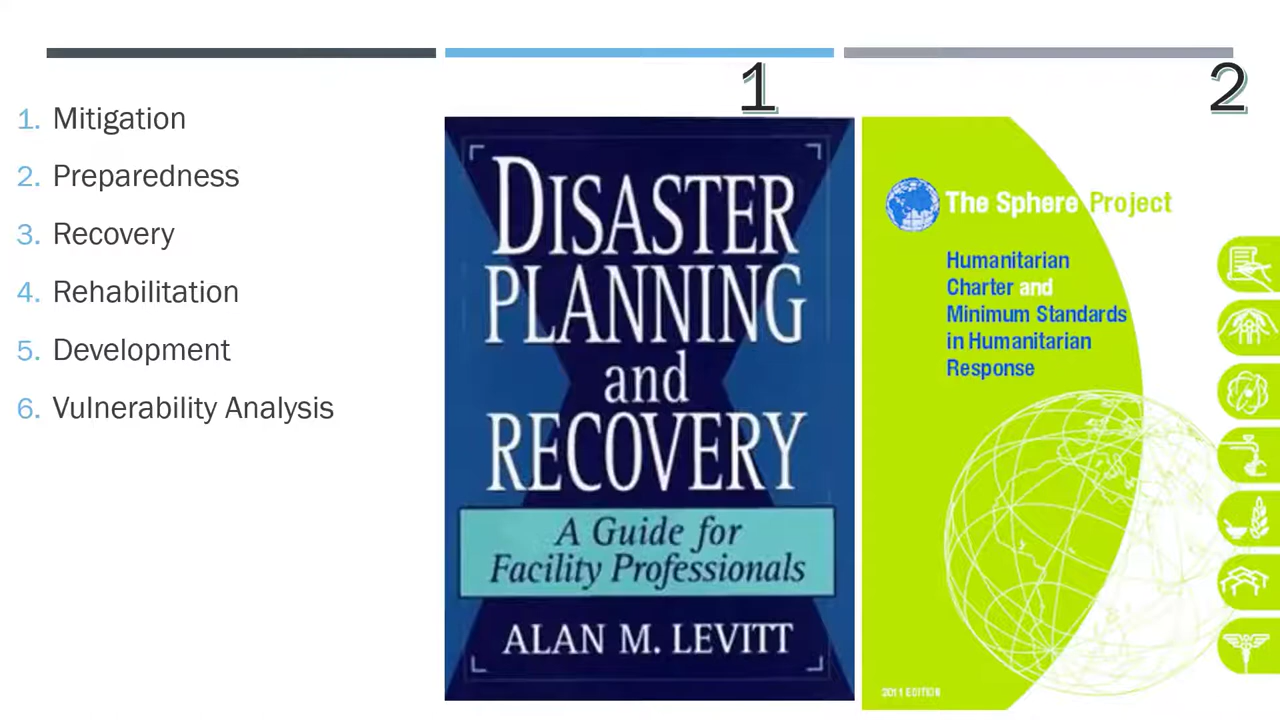 1. Mitigation
2. Preparedness
3. Recovery
4. Rehabilitation
5. Development
6. Vulnerability Analysis
1
DISASTER
PLANNING
and
RECOVERY
A Guide for
Facility Professionals
ALAN M. LEVITT
2
The Sphere Project
Humanitarian
Charter and
Minimum Standards
in Humanitarian
Response
2011 EDITION